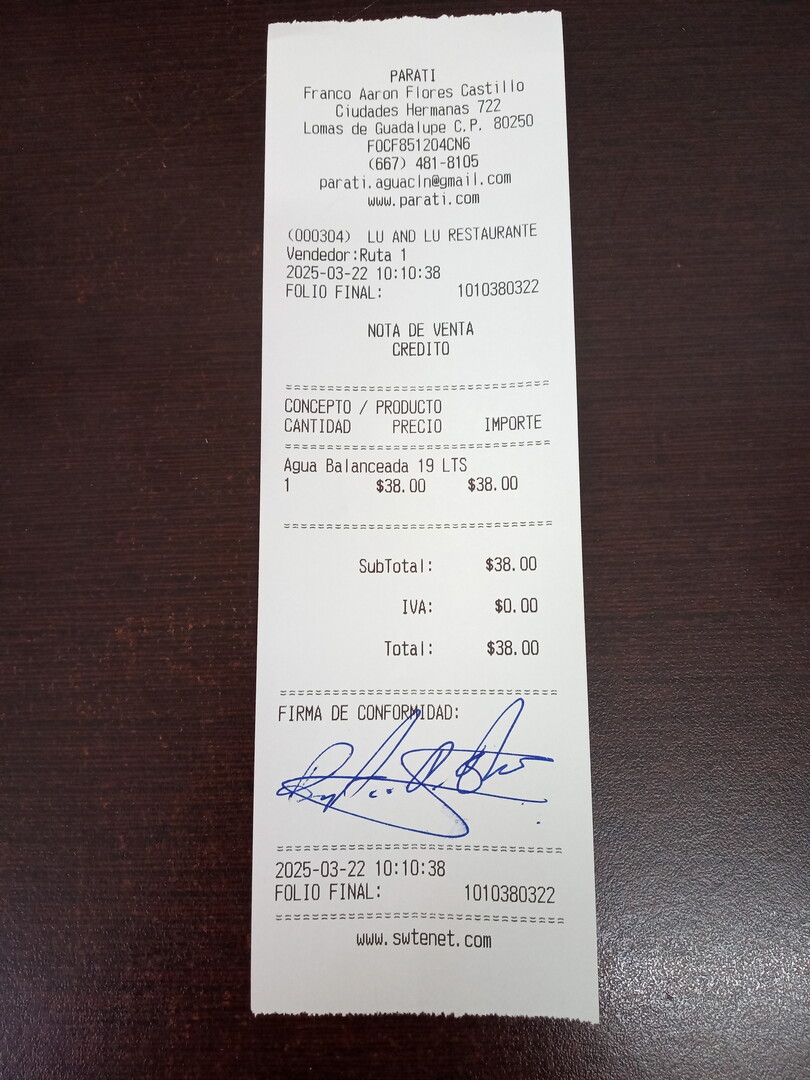 PARATI
Franco Aaron Flores Castillo
Ciudades Hermanas 722
Lomas de Guadalupe C.P. 80250
FOCF851204CN6
(667) 481-8105
parati.aguacln@gmail.com
www.parati.com
(000304) LU AND LU RESTAURANTE
Vendedor:Ruta 1
2025-03-22 10:10:38
FOLIO FINAL: 1010380322
NOTA DE VENTA
CREDITO
================================
CONCEPTO / PRODUCTO
CANTIDAD PRECIO IMPORTE
================================
Agua Balanceada 19 LTS
1 $38.00 $38.00
================================
SubTotal: $38.00
IVA: $0.00
Total: $38.00
================================
FIRMA DE CONFORMIDAD:
================================
2025-03-22 10:10:38
FOLIO FINAL: 1010380322
================================
www.swtenet.com